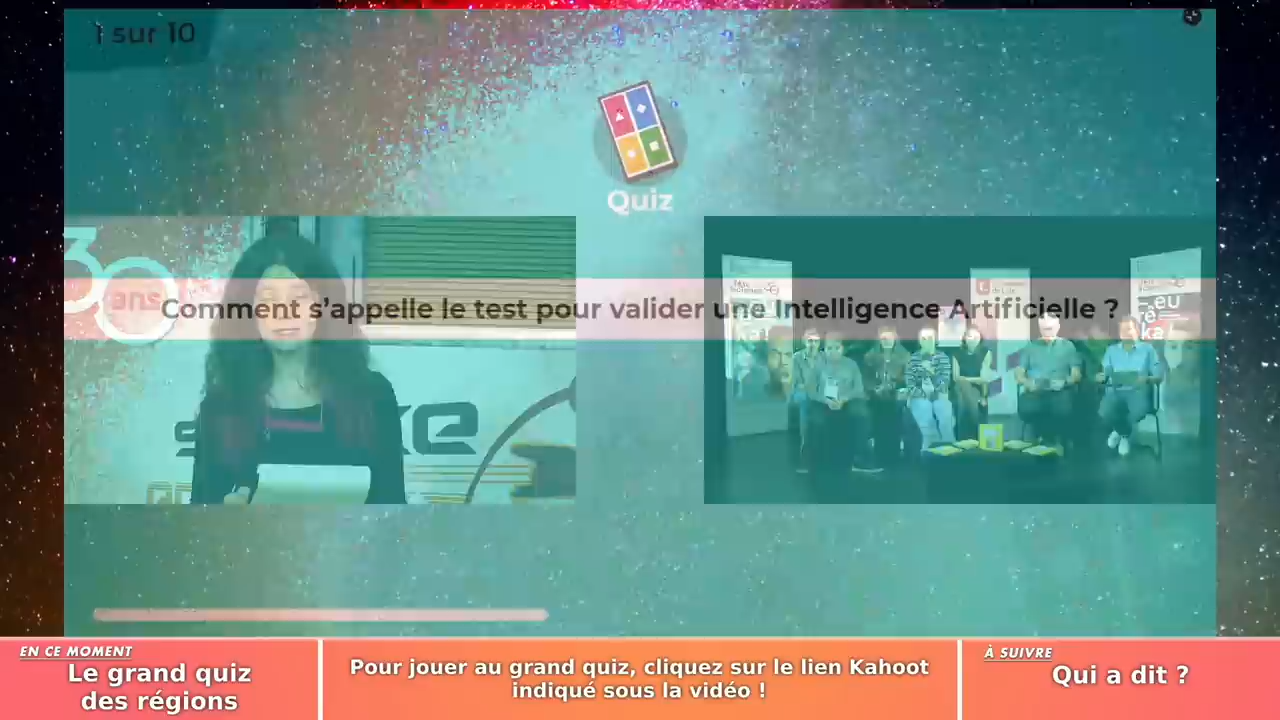 1 sur 10
Quiz
30
ans
Comment s'appelle le test pour valider une Intelligence Artificielle ?
EN CE MOMENT
Le grand quiz
des régions
Pour jouer au grand quiz, cliquez sur le lien Kahoot
indiqué sous la vidéo !
À SUIVRE
Qui a dit ?